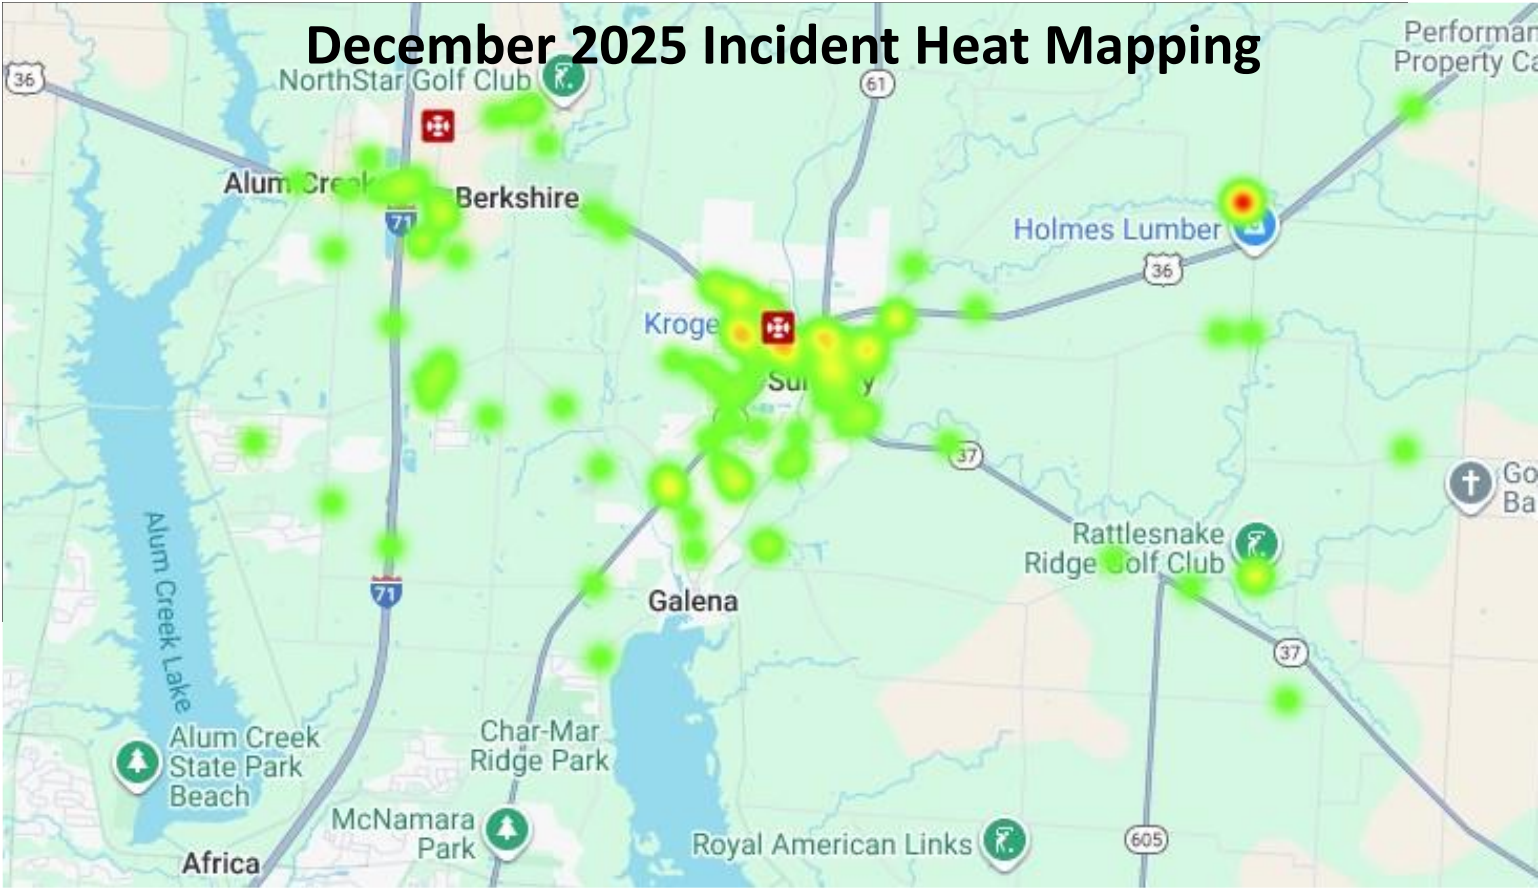 December 2025 Incident Heat Mapping
Performan
Property Ca
36
NorthStar Golf Club
61
Alum Creek
Berkshire
71
Holmes Lumber
36
Kroge
Go
Ba
37
Rattlesnake
Ridge Golf Club
71
Galena
37
Alum Creek Lake
Alum Creek
State Park
Beach
Char-Mar
Ridge Park
McNamara
Park
Royal American Links
605
Africa